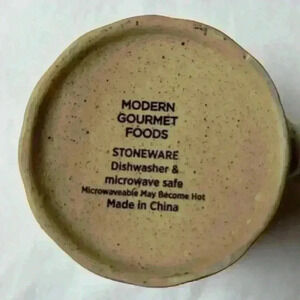 MODERN
GOURMET
FOODS
STONEWARE
Dishwasher &
microwave safe
Microwaveable May Become Hot
Made in China